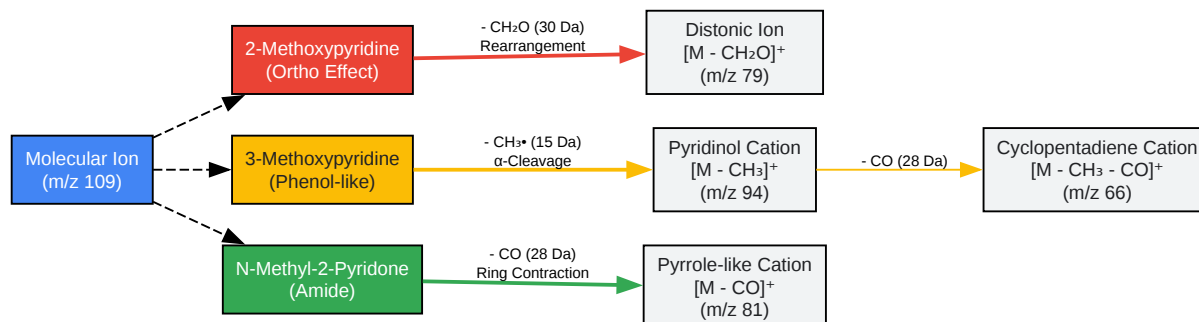 Molecular Ion
(m/z 109)
2-Methoxypyridine
(Ortho Effect)
- CH₂O (30 Da)
Rearrangement
Distonic Ion
[M - CH₂O]⁺
(m/z 79)
3-Methoxypyridine
(Phenol-like)
- CH₃• (15 Da)
α-Cleavage
Pyridinol Cation
[M - CH₃]⁺
(m/z 94)
- CO (28 Da)
Cyclopentadiene Cation
[M - CH₃ - CO]⁺
(m/z 66)
N-Methyl-2-Pyridone
(Amide)
- CO (28 Da)
Ring Contraction
Pyrrole-like Cation
[M - CO]⁺
(m/z 81)